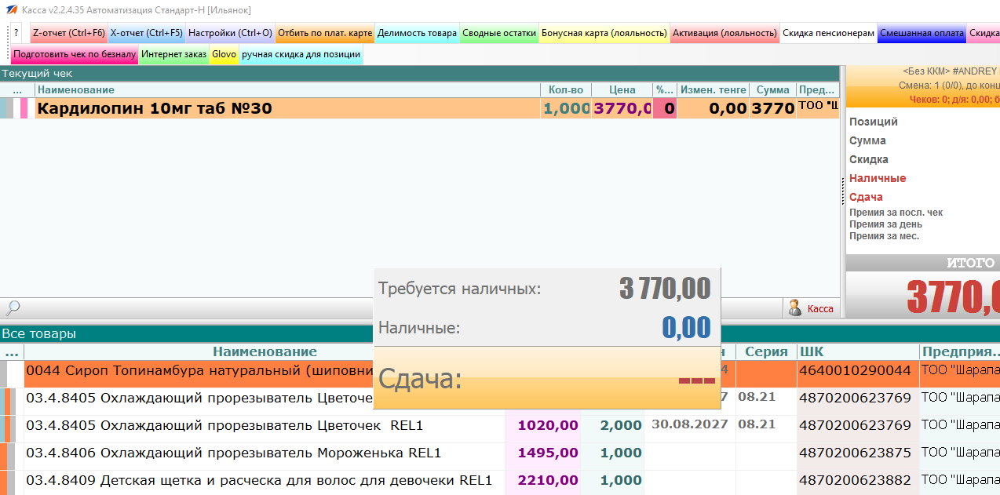 Касса v2.2.4.35 Автоматизация Стандарт-Н [Ильянок]
? Z-отчет (Ctrl+F6) X-отчет (Ctrl+F5) Настройки (Ctrl+O) Отбить по плат. карте Делимость товара Сводные остатки Бонусная карта (лояльность) Активация (лояльность) Скидка пенсионерам Смешанная оплата Скидка
Подготовить чек по безналу Интернет заказ Glovo ручная скидка для позиции
Текущий чек
... Наименование Кол-во Цена %... Измен. тенге Сумма Пред...
Кардилопин 10мг таб №30 1,000 3770,0 0 0,00 3770 ТОО "Ш
<Без ККМ> #ANDREY
Смена: 1 (0/0), до конц
Чеков: 0; д/я: 0,00; б
Позиций
Сумма
Скидка
Наличные
Сдача
Премия за посл. чек
Премия за день
Премия за мес.
ИТОГО
3770,0
Касса
Требуется наличных: 3 770,00
Наличные: 0,00
Сдача: ---
Все товары
... Наименование Серия ШК Предприя...
0044 Сироп Топинамбура натуральный (шиповни 4 4640010290044 ТОО "Шарапа
03.4.8405 Охлаждающий прорезыватель Цветоче 7 08.21 4870200623769 ТОО "Шарапа
03.4.8405 Охлаждающий прорезыватель Цветочек REL1 1020,00 2,000 30.08.2027 08.21 4870200623769 ТОО "Шарапа
03.4.8406 Охлаждающий прорезыватель Мороженька REL1 1495,00 1,000 4870200623875 ТОО "Шарапа
03.4.8409 Детская щетка и расческа для волос для девочеки REL1 2210,00 1,000 4870200623882 ТОО "Шарапа